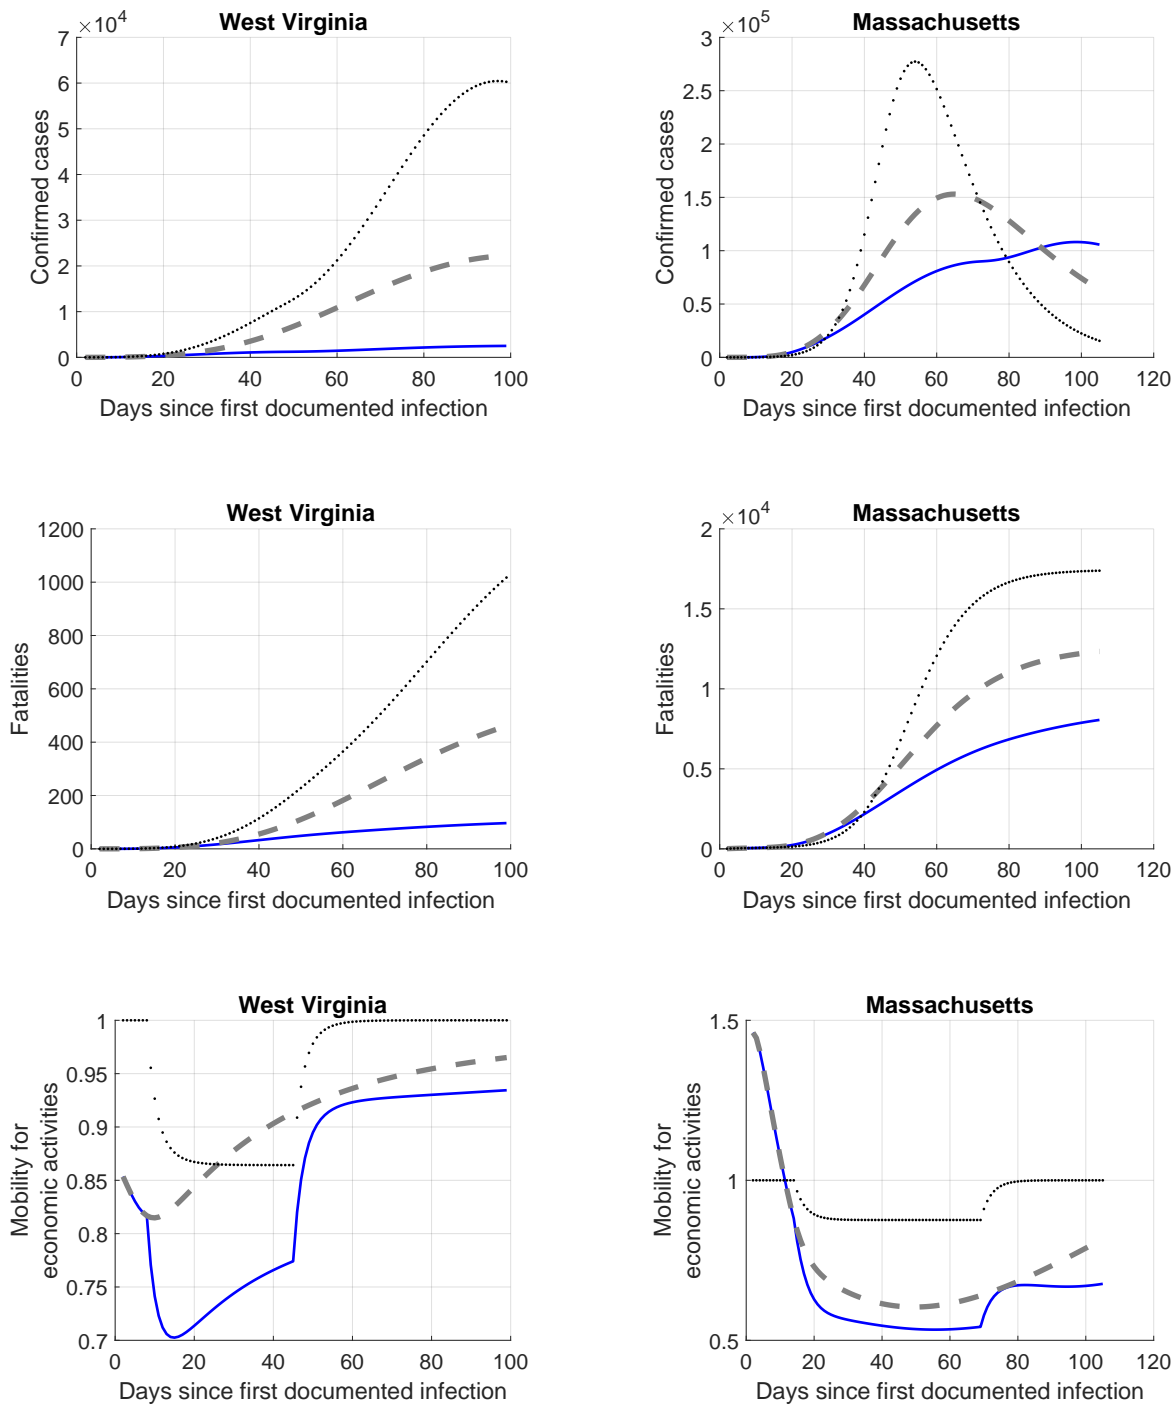 West Virginia
×10⁴
7
6
5
4
3
2
1
0
0 20 40 60 80 100
Confirmed cases
Days since first documented infection
Massachusetts
×10⁵
3
2.5
2
1.5
1
0.5
0
0 20 40 60 80 100 120
Confirmed cases
Days since first documented infection
West Virginia
1200
1000
800
600
400
200
0
0 20 40 60 80 100
Fatalities
Days since first documented infection
Massachusetts
×10⁴
2
1.5
1
0.5
0
0 20 40 60 80 100 120
Fatalities
Days since first documented infection
West Virginia
1
0.95
0.9
0.85
0.8
0.75
0.7
0 20 40 60 80 100
Mobility for
economic activities
Days since first documented infection
Massachusetts
1.5
1
0.5
0 20 40 60 80 100 120
Mobility for
economic activities
Days since first documented infection